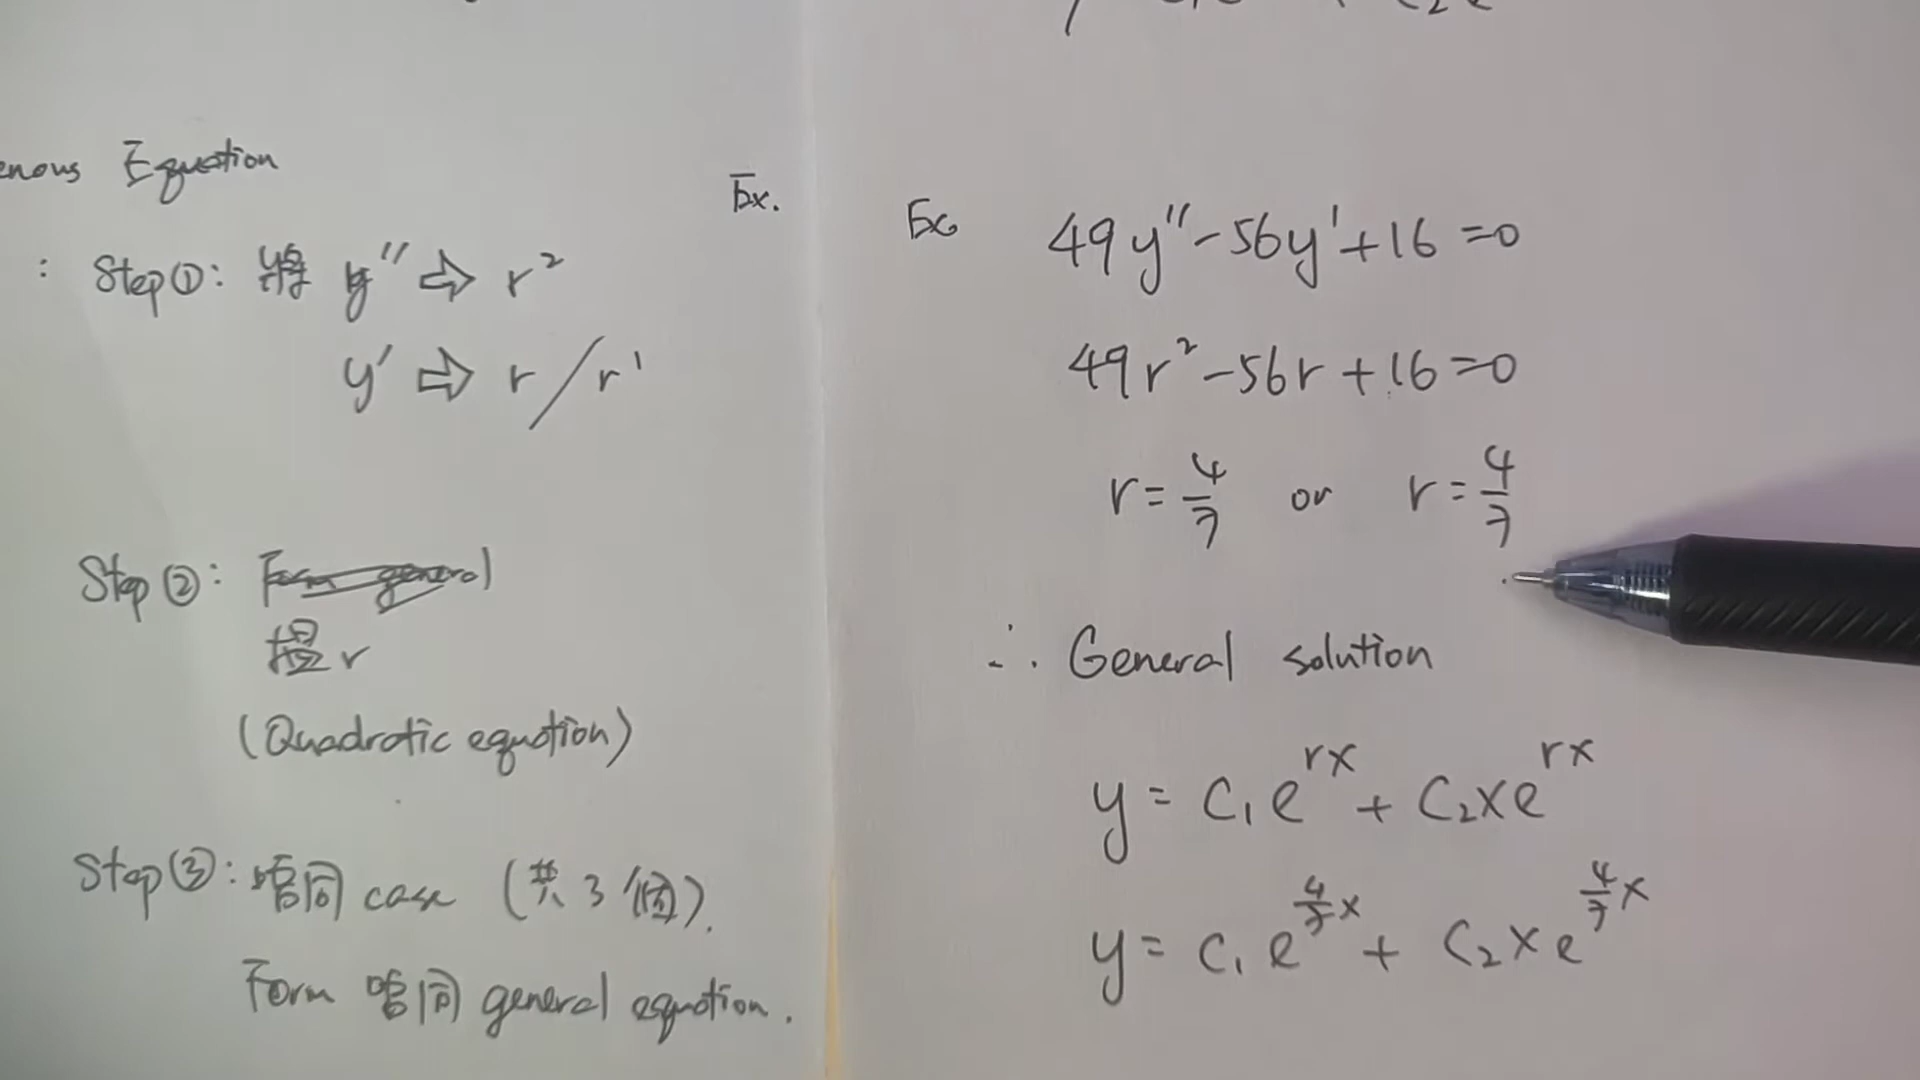 enous Equation
: Step①: 將 y'' ⇨ r²
y' ⇨ r / r'
Step②:
搵 r
(Quadratic equation)
Step③: 唔同 case (共3個).
Form 唔同 general equation.
Ex.
Ex
49y''-56y'+16=0
49r²-56r+16=0
r=4/7 or r=4/7
∴ General solution
y= C₁e^rx + C₂xe^rx
y= C₁e^4/7x + C₂xe^4/7x